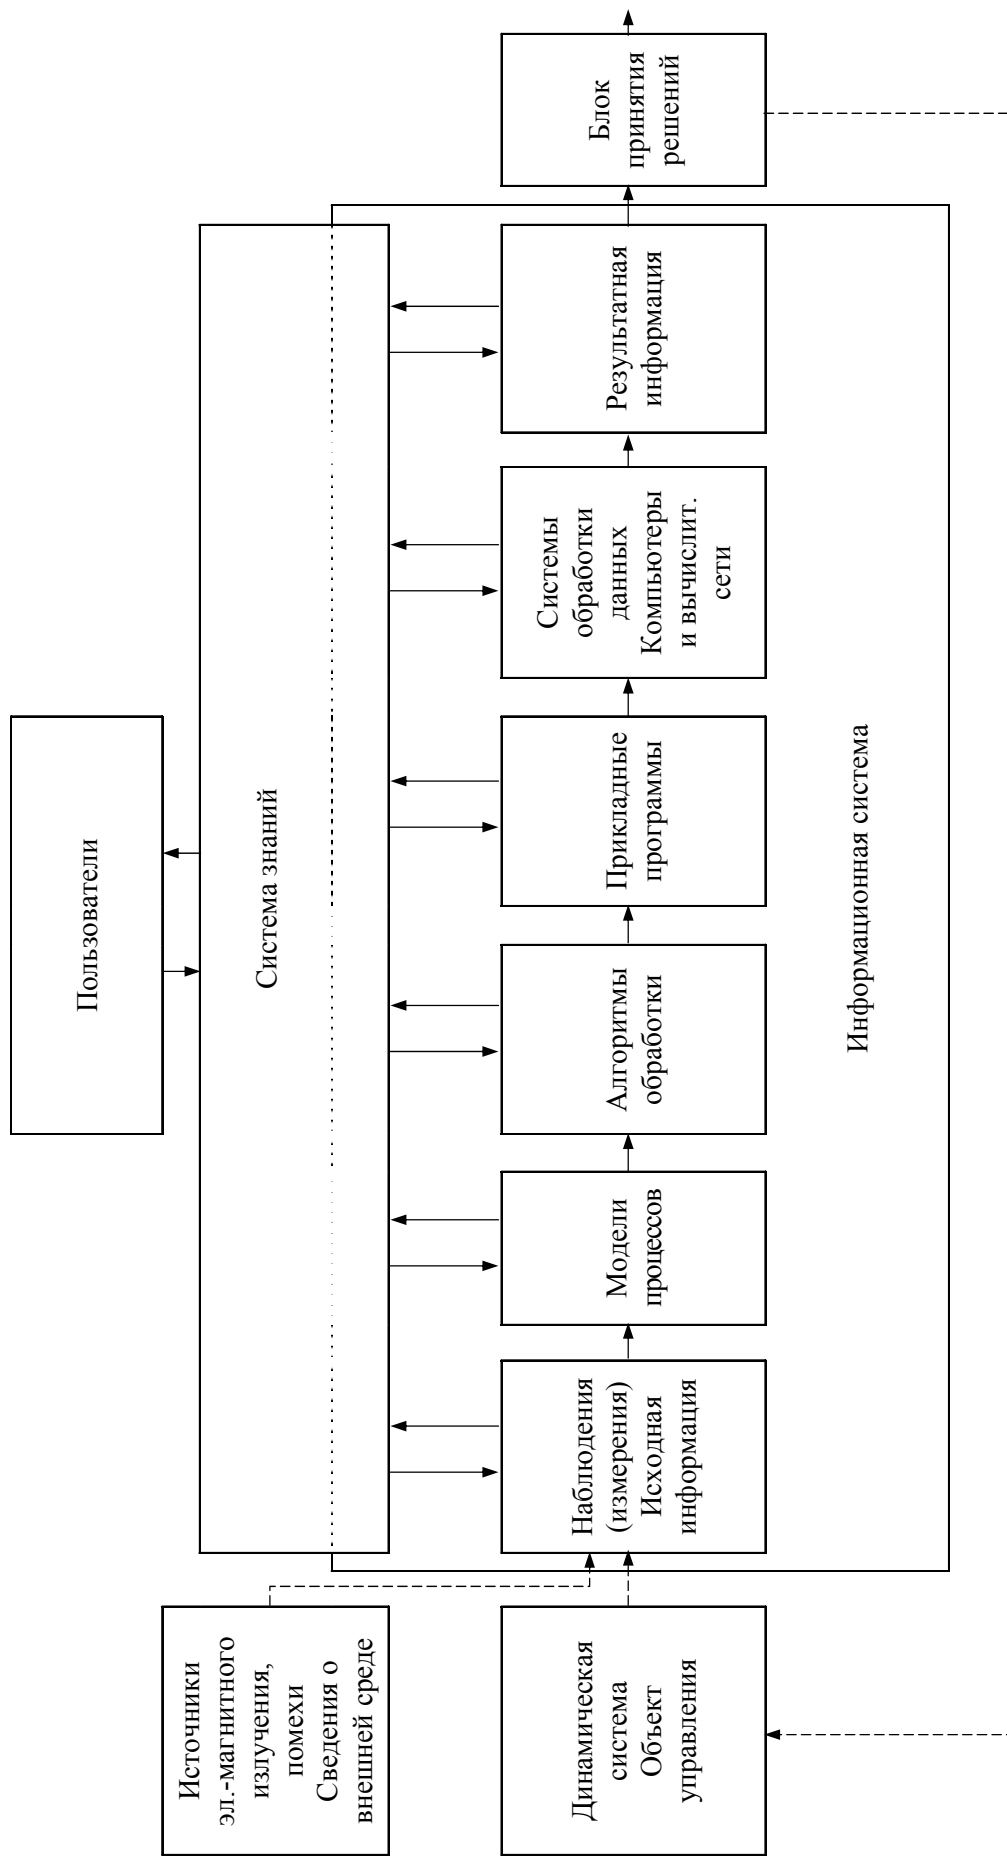 Пользователи
Система знаний
Источники
эл.-магнитного
излучения,
помехи
Сведения о
внешней среде
Динамическая
система
Объект
управления
Наблюдения
(измерения)
Исходная
информация
Модели
процессов
Алгоритмы
обработки
Прикладные
программы
Системы
обработки
данных
Компьютеры
и вычислит.
сети
Результатная
информация
Блок
принятия
решений
Информационная система